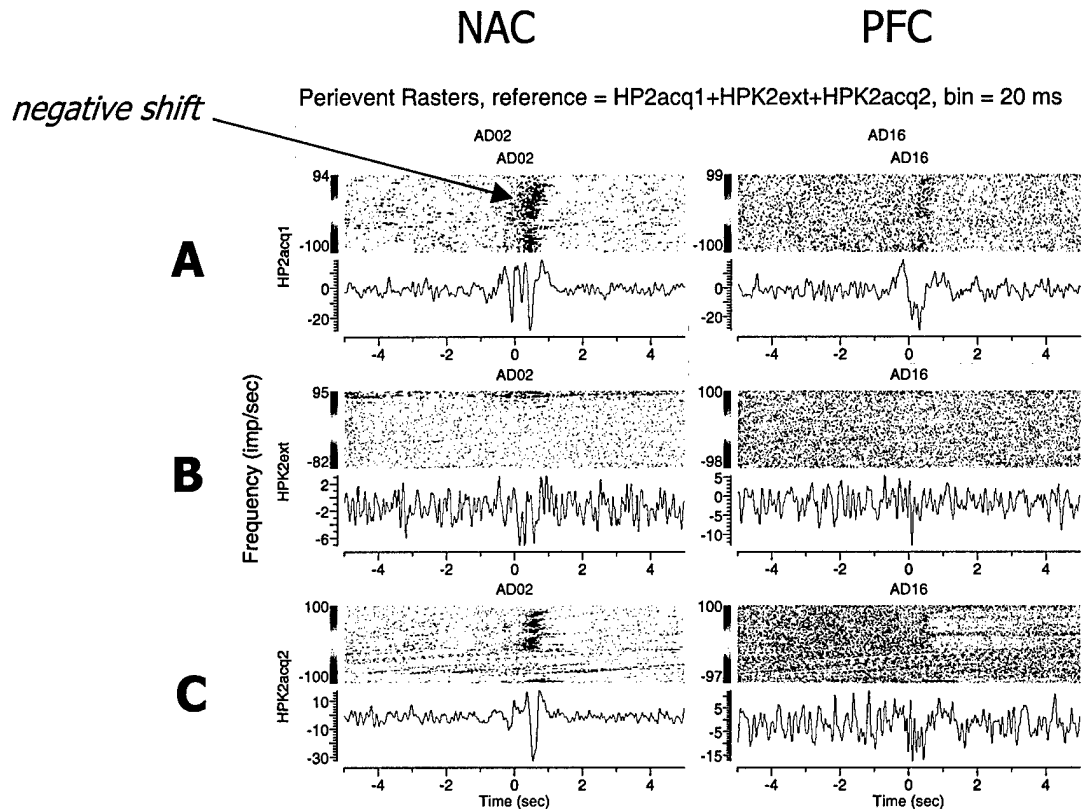 NAC PFC
negative shift
Perievent Rasters, reference = HP2acq1+HPK2ext+HPK2acq2, bin = 20 ms
AD02 AD16
AD02 AD16
94 99
-100 -100
A
HP2acq1
0 0
-20 -20
-4 -2 0 2 4 -4 -2 0 2 4
AD02 AD16
Frequency (imp/sec)
95 100
-82 -98
B
HPK2ext
2 5
-2 0
-6 -5
-10
-4 -2 0 2 4 -4 -2 0 2 4
AD02 AD16
100 100
-100 -97
C
HPK2acq2
10 5
-10 -5
-30 -15
-4 -2 0 2 4 -4 -2 0 2 4
Time (sec) Time (sec)